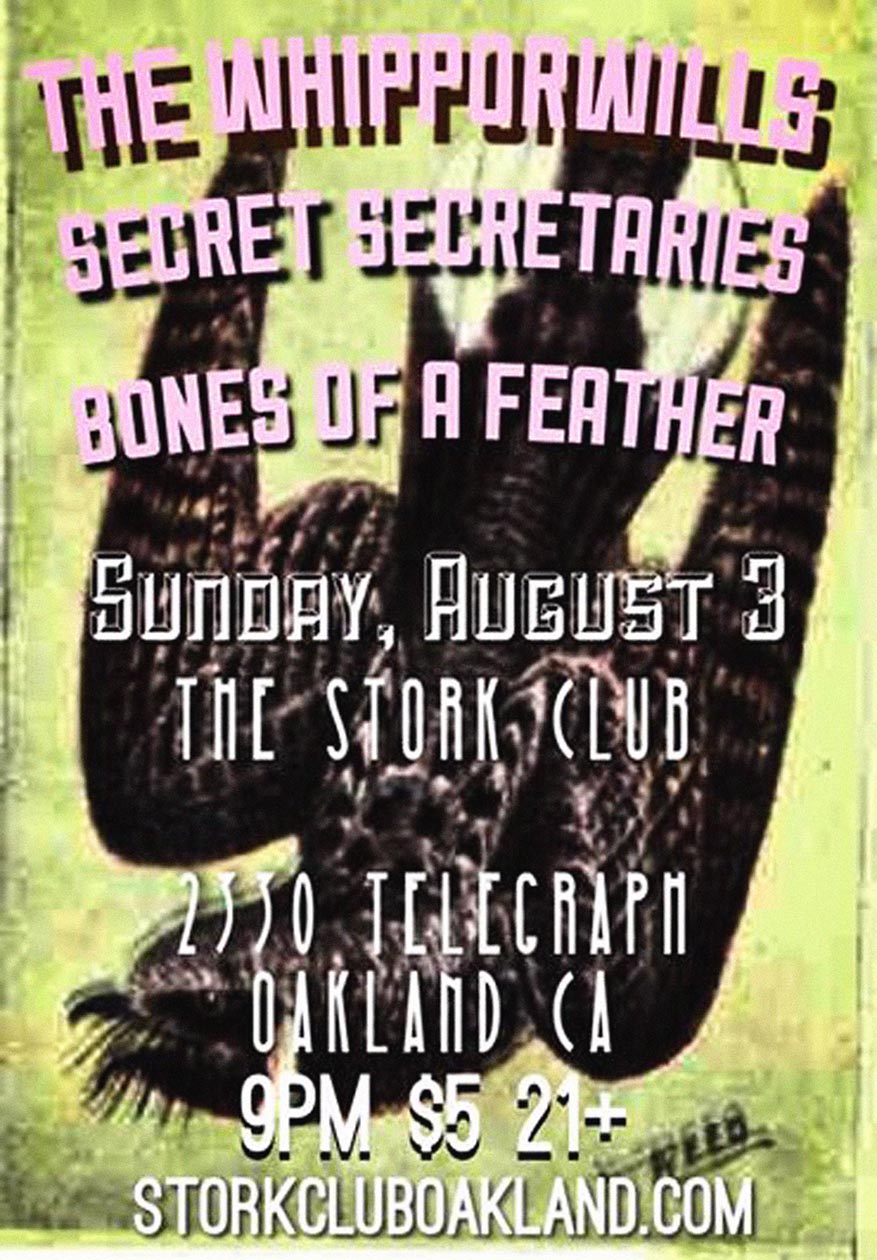 THE WHIPPORWILLS
SECRET SECRETARIES
BONES OF A FEATHER
SUNDAY, AUGUST 3
THE STORK CLUB
2330 TELEGRAPH
OAKLAND CA
9PM $5 21+
REED
STORKCLUBOAKLAND.COM